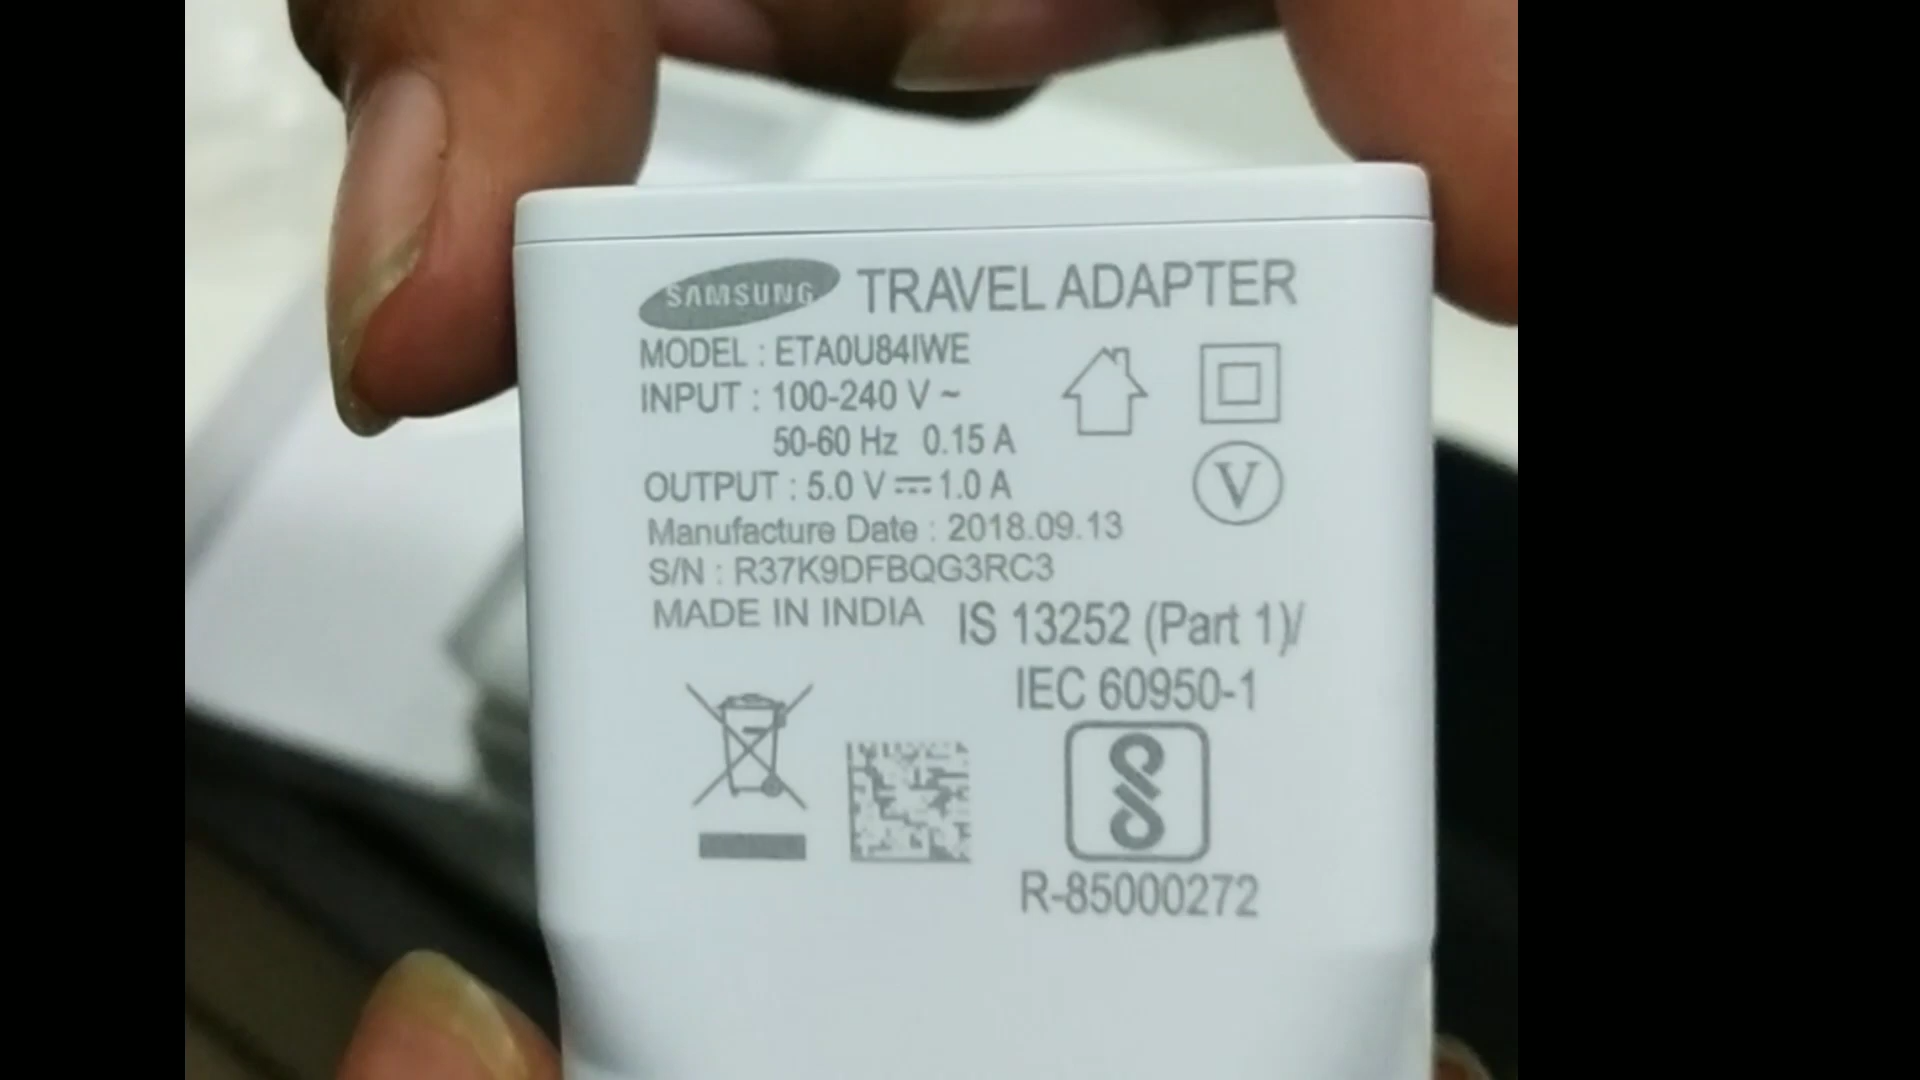 SAMSUNG TRAVEL ADAPTER
MODEL : ETA0U84IWE
INPUT : 100-240 V ~
50-60 Hz 0.15 A
OUTPUT : 5.0 V ⎓ 1.0 A
Manufacture Date : 2018.09.13
S/N : R37K9DFBQG3RC3
MADE IN INDIA
IS 13252 (Part 1)/
IEC 60950-1
R-85000272
V